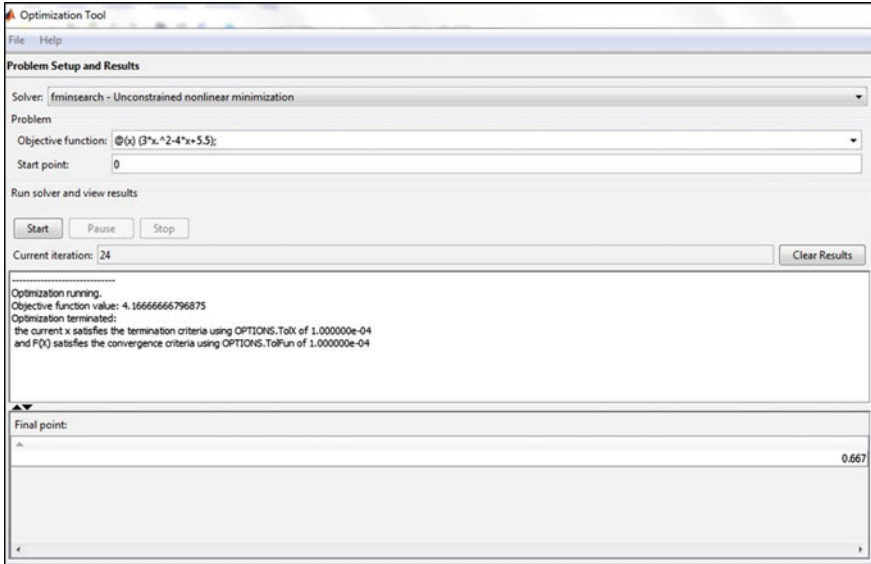 Optimization Tool
File Help
Problem Setup and Results
Solver: fminsearch - Unconstrained nonlinear minimization
Problem
Objective function: @(x) (3*x.^2-4*x+5.5);
Start point: 0
Run solver and view results
Start Pause Stop
Current iteration: 24 Clear Results
-----------------------------
Optimization running.
Objective function value: 4.16666666796875
Optimization terminated:
the current x satisfies the termination criteria using OPTIONS.TolX of 1.000000e-04
and F(X) satisfies the convergence criteria using OPTIONS.TolFun of 1.000000e-04
Final point:
0.667